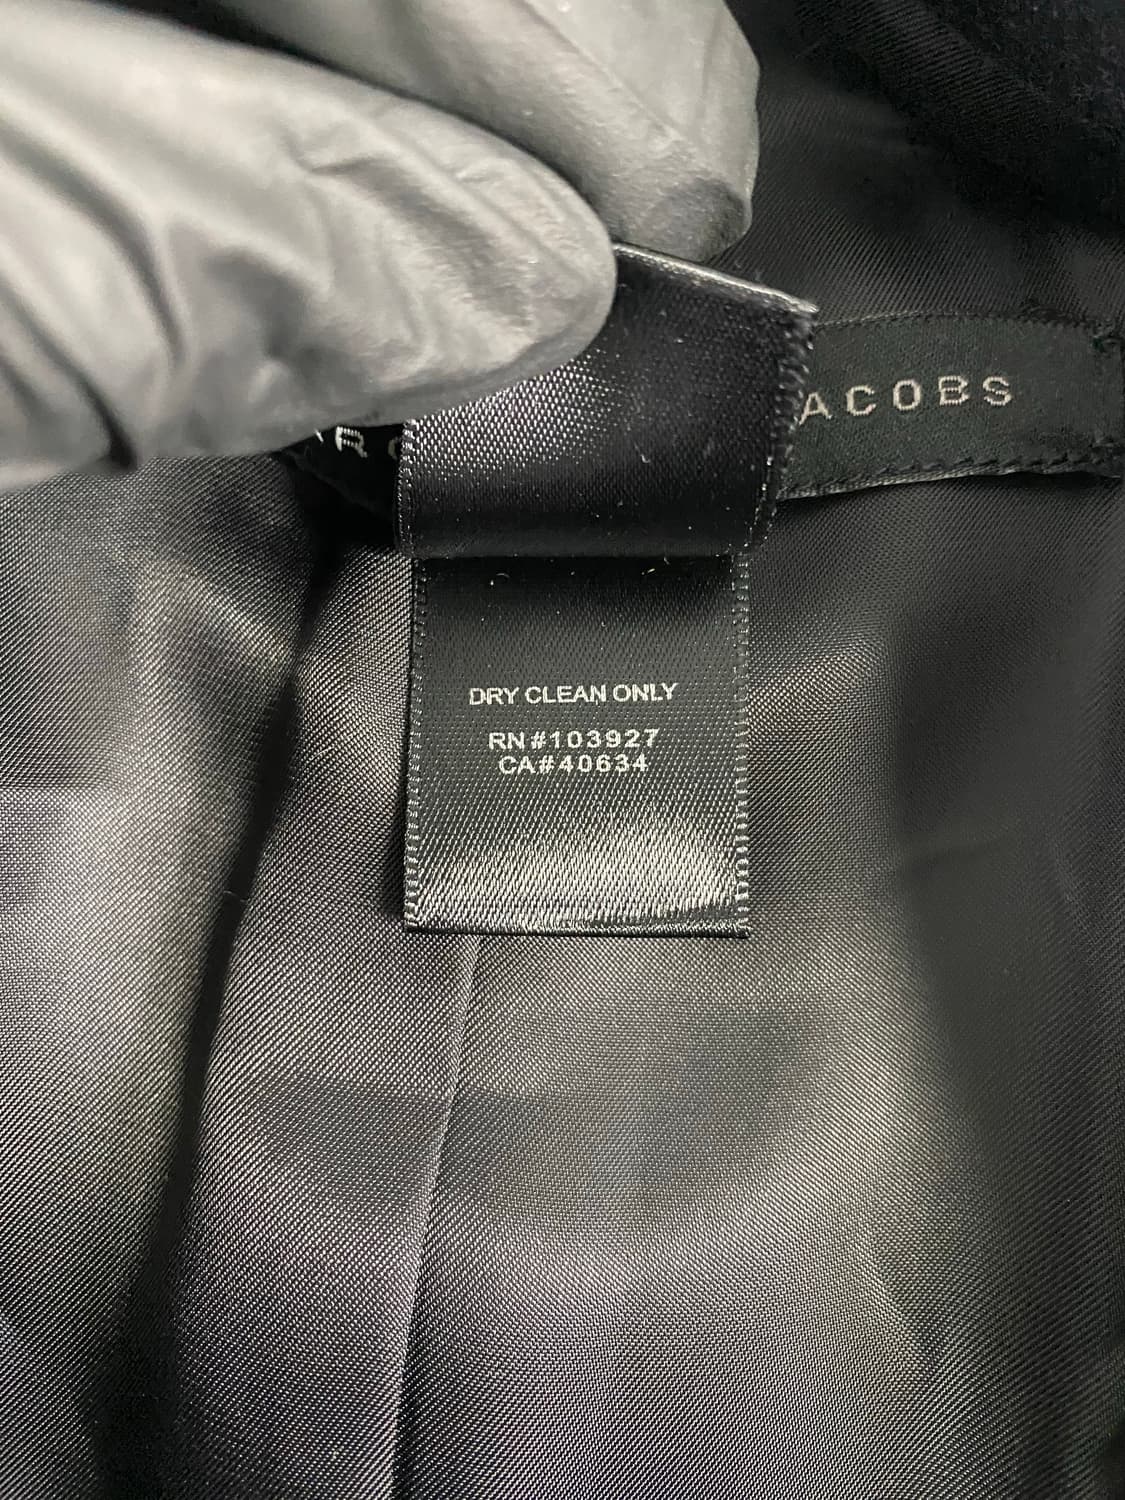 ACOBS
DRY CLEAN ONLY
RN#103927
CA#40634